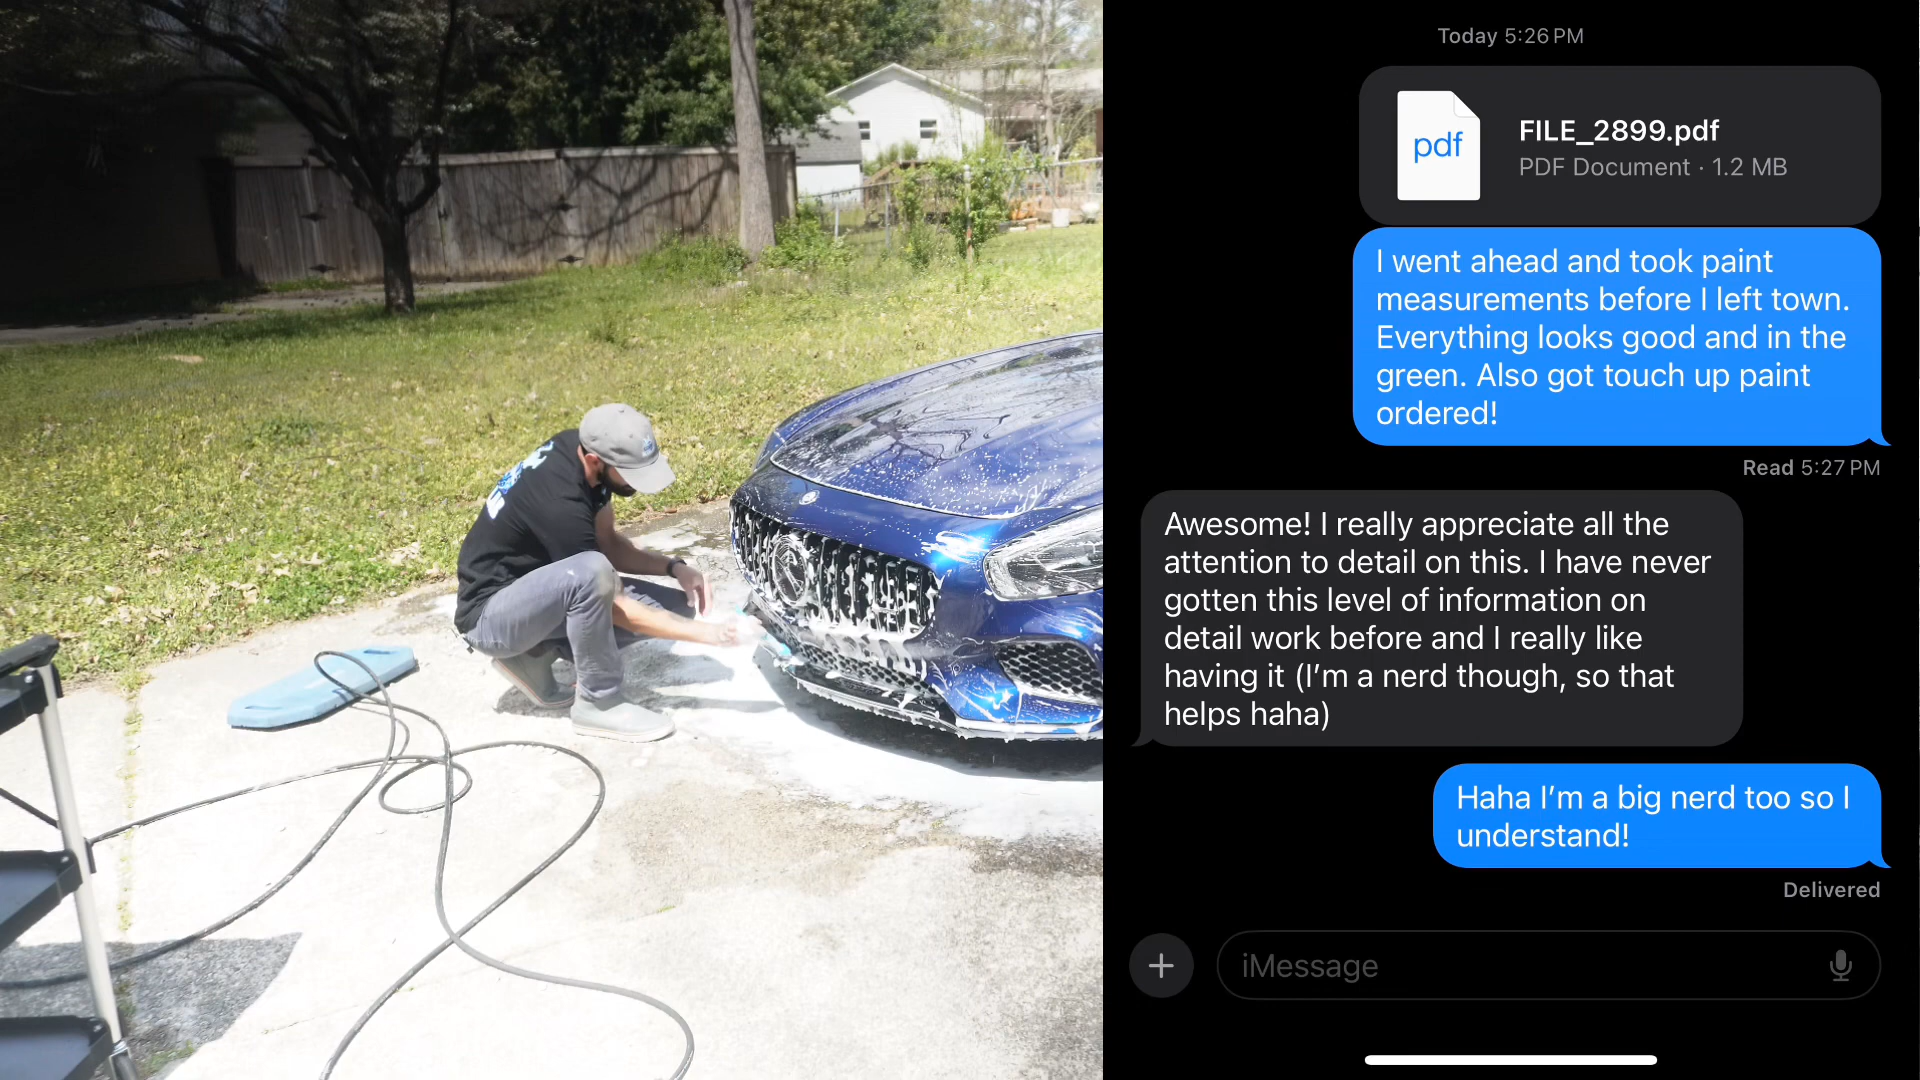 Today 5:26 PM
pdf
FILE_2899.pdf
PDF Document · 1.2 MB
I went ahead and took paint
measurements before I left town.
Everything looks good and in the
green. Also got touch up paint
ordered!
Read 5:27 PM
Awesome! I really appreciate all the
attention to detail on this. I have never
gotten this level of information on
detail work before and I really like
having it (I’m a nerd though, so that
helps haha)
Haha I’m a big nerd too so I
understand!
Delivered
iMessage